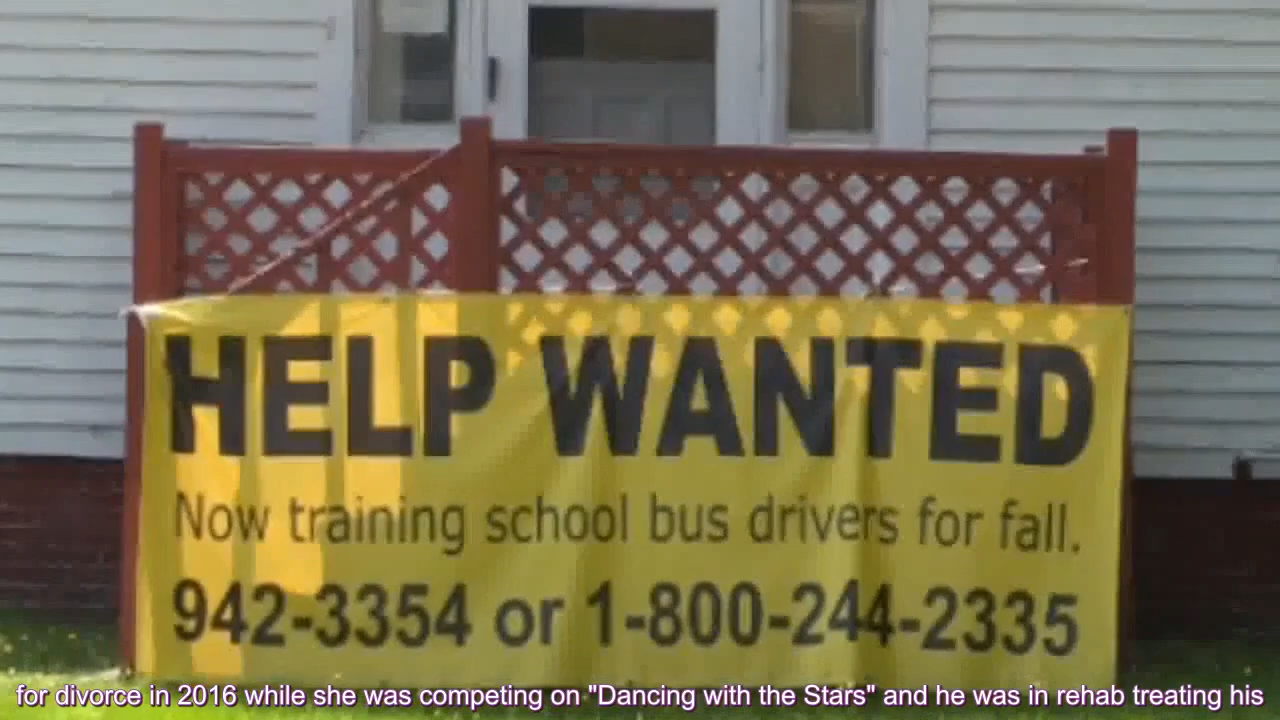 HELP WANTED
Now training school bus drivers for fall.
942-3354 or 1-800-244-2335
for divorce in 2016 while she was competing on "Dancing with the Stars" and he was in rehab treating his